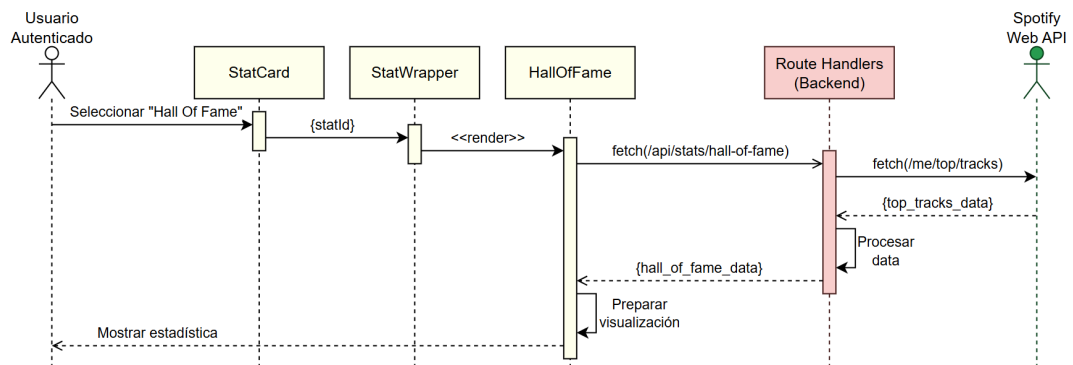 Usuario
Autenticado
StatCard
StatWrapper
HallOfFame
Route Handlers
(Backend)
Spotify
Web API
Seleccionar "Hall Of Fame"
{statId}
<<render>>
fetch(/api/stats/hall-of-fame)
fetch(/me/top/tracks)
{top_tracks_data}
Procesar
data
{hall_of_fame_data}
Preparar
visualización
Mostrar estadística